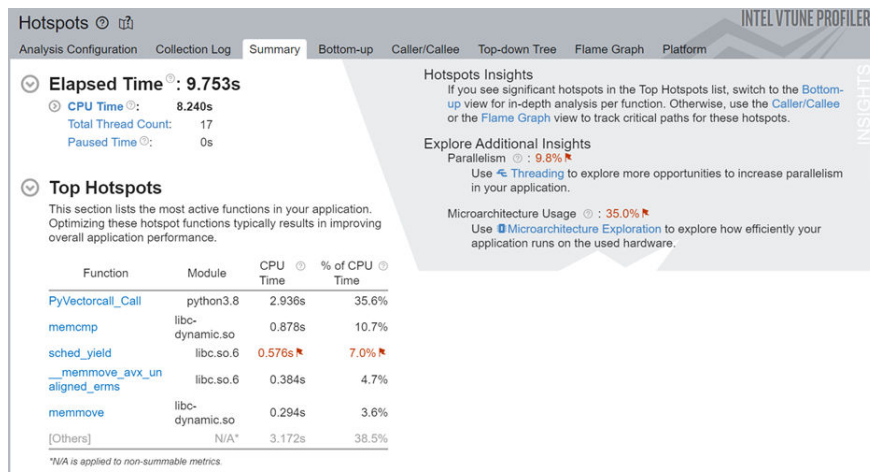 Hotspots
INTEL VTUNE PROFILER
Analysis Configuration Collection Log Summary Bottom-up Caller/Callee Top-down Tree Flame Graph Platform
Elapsed Time : 9.753s
CPU Time : 8.240s
Total Thread Count: 17
Paused Time : 0s
Top Hotspots
This section lists the most active functions in your application.
Optimizing these hotspot functions typically results in improving
overall application performance.
Function Module CPU Time % of CPU Time
PyVectorcall_Call python3.8 2.936s 35.6%
memcmp libc-dynamic.so 0.878s 10.7%
sched_yield libc.so.6 0.576s 7.0%
__memmove_avx_unaligned_erms libc.so.6 0.384s 4.7%
memmove libc-dynamic.so 0.294s 3.6%
[Others] N/A* 3.172s 38.5%
*N/A is applied to non-summable metrics.
Hotspots Insights
If you see significant hotspots in the Top Hotspots list, switch to the Bottom-
up view for in-depth analysis per function. Otherwise, use the Caller/Callee
or the Flame Graph view to track critical paths for these hotspots.
Explore Additional Insights
Parallelism : 9.8%
Use Threading to explore more opportunities to increase parallelism
in your application.
Microarchitecture Usage : 35.0%
Use Microarchitecture Exploration to explore how efficiently your
application runs on the used hardware.
INSIGHTS